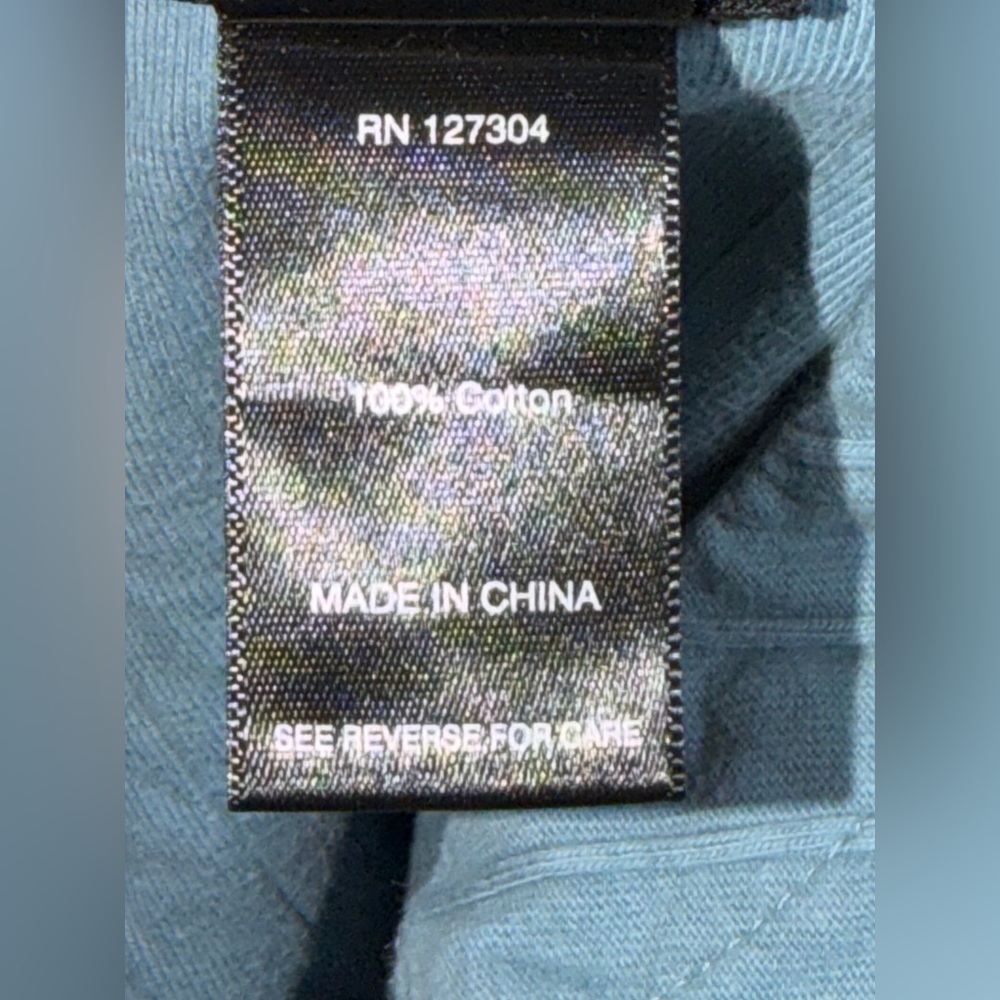 RN 127304
100% Cotton
MADE IN CHINA
SEE REVERSE FOR CARE